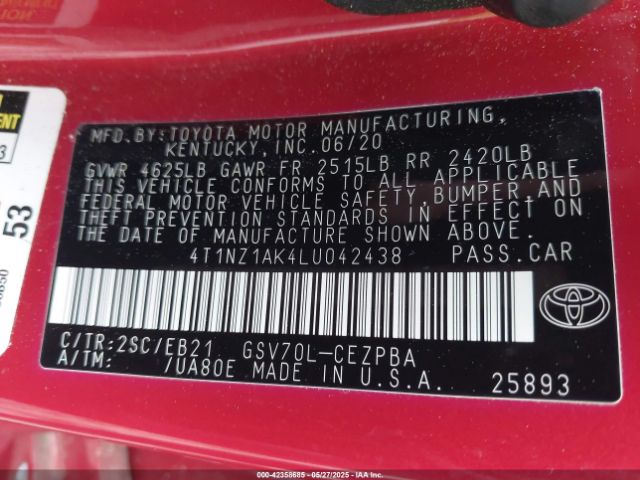 MFD. BY: TOYOTA MOTOR MANUFACTURING,
KENTUCKY, INC. 06/20
GVWR 4625LB GAWR FR 2515LB RR 2420LB
THIS VEHICLE CONFORMS TO ALL APPLICABLE
FEDERAL MOTOR VEHICLE SAFETY, BUMPER, AND
THEFT PREVENTION STANDARDS IN EFFECT ON
THE DATE OF MANUFACTURE SHOWN ABOVE.
4T1NZ1AK4LU042438 PASS.CAR
C/TR: 2SC/EB21 GSV70L-CEZPBA
A/TM: /UA80E MADE IN U.S.A.
25893
TOYOTA
53
000-42358685 05/27/2025 IAA Holdings, LLC